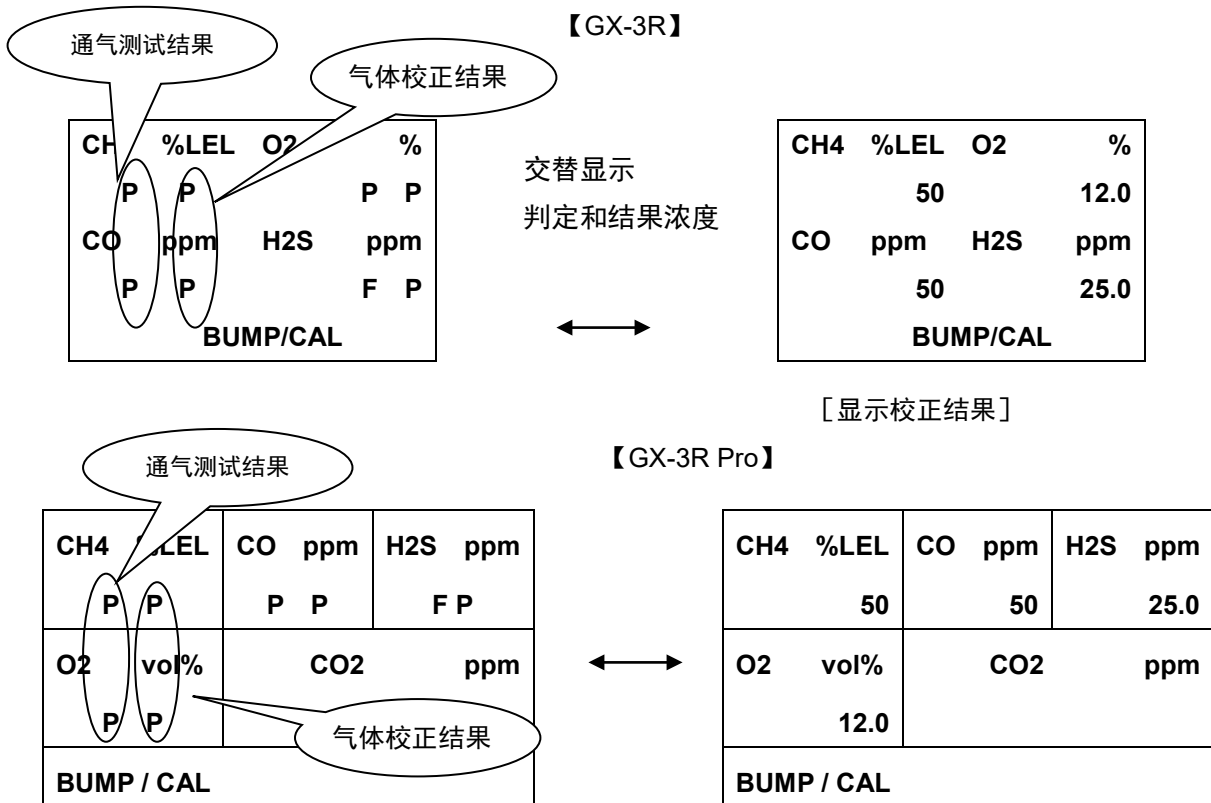 【GX-3R】
通气测试结果
气体校正结果
CH %LEL O2 %
P P P P
CO ppm H2S ppm
P P F P
BUMP/CAL
交替显示
判定和结果浓度
CH4 %LEL O2 %
50 12.0
CO ppm H2S ppm
50 25.0
BUMP/CAL
［显示校正结果］
【GX-3R Pro】
通气测试结果
CH4 %LEL CO ppm H2S ppm
P P P P F P
O2 vol% CO2 ppm
P P
气体校正结果
BUMP / CAL
CH4 %LEL CO ppm H2S ppm
50 50 25.0
O2 vol% CO2 ppm
12.0
BUMP / CAL